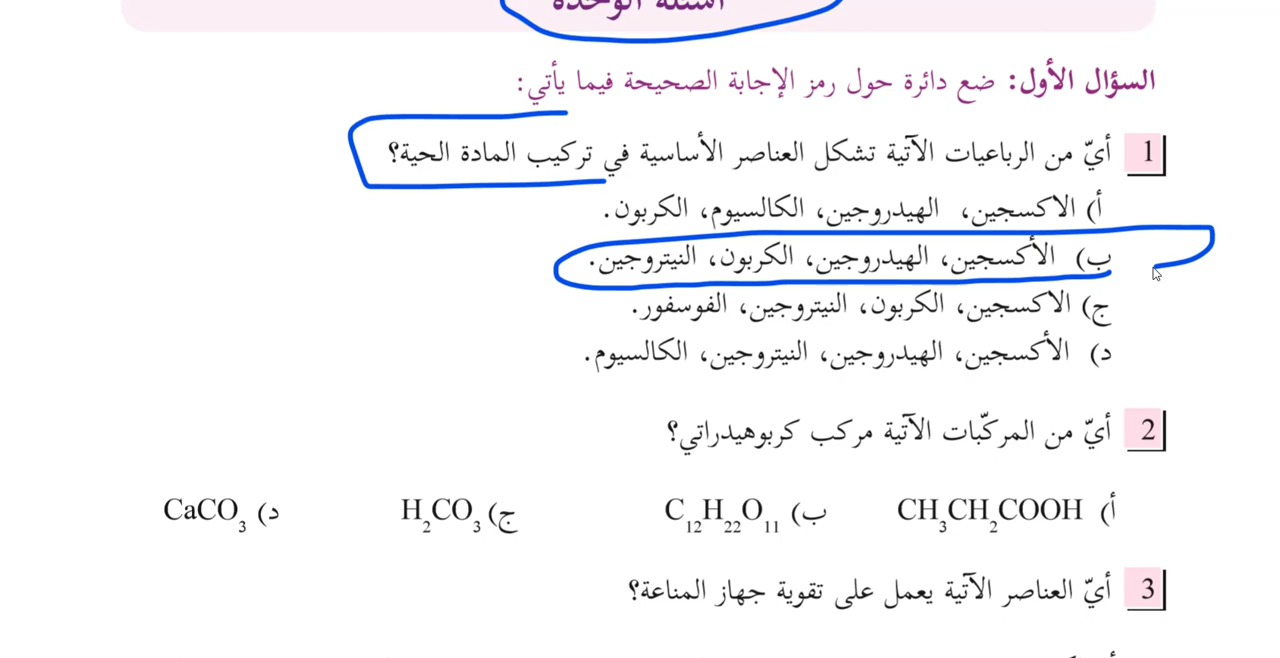 أسئلة الوحدة
السؤال الأول: ضع دائرة حول رمز الإجابة الصحيحة فيما يأتي:
1 أيّ من الرباعيات الآتية تشكل العناصر الأساسية في تركيب المادة الحية؟
أ) الاكسجين، الهيدروجين، الكالسيوم، الكربون.
ب) الأكسجين، الهيدروجين، الكربون، النيتروجين.
ج) الاكسجين، الكربون، النيتروجين، الفوسفور.
د) الأكسجين، الهيدروجين، النيتروجين، الكالسيوم.
2 أيّ من المركّبات الآتية مركب كربوهيدراتي؟
أ) CH₃CH₂COOH ب) C₁₂H₂₂O₁₁ ج) H₂CO₃ د) CaCO₃
3 أيّ العناصر الآتية يعمل على تقوية جهاز المناعة؟